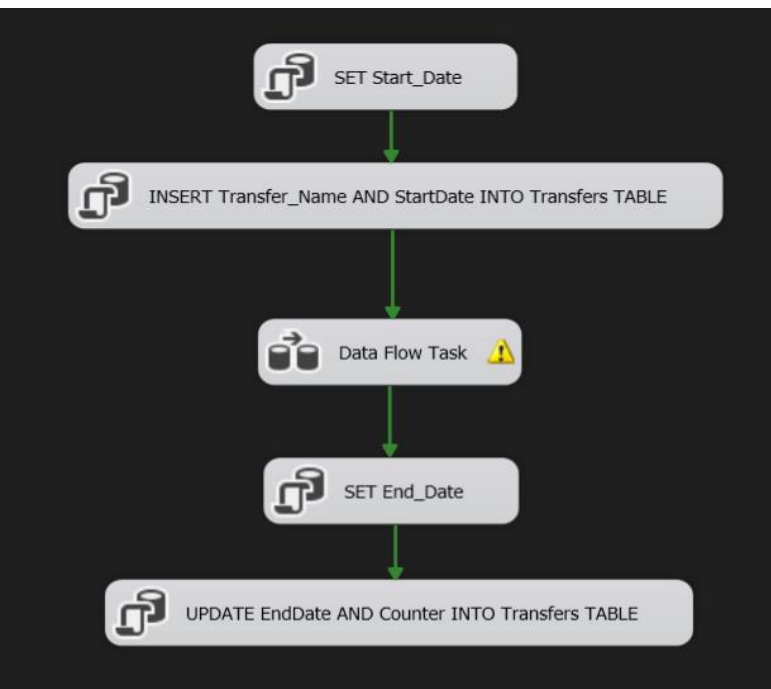 SET Start_Date
INSERT Transfer_Name AND StartDate INTO Transfers TABLE
Data Flow Task
SET End_Date
UPDATE EndDate AND Counter INTO Transfers TABLE